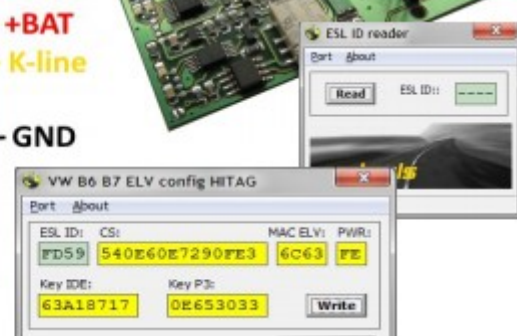 +BAT
K-line
- GND
ESL ID reader
Port About
Read ESL ID:: ----
VW B6 B7 ELV config HITAG
Port About
ESL ID: CS: MAC ELV: PWR:
FD59 540E60E7290FE3 6C63 FE
Key IDE: Key P3:
63A18717 0E653033 Write